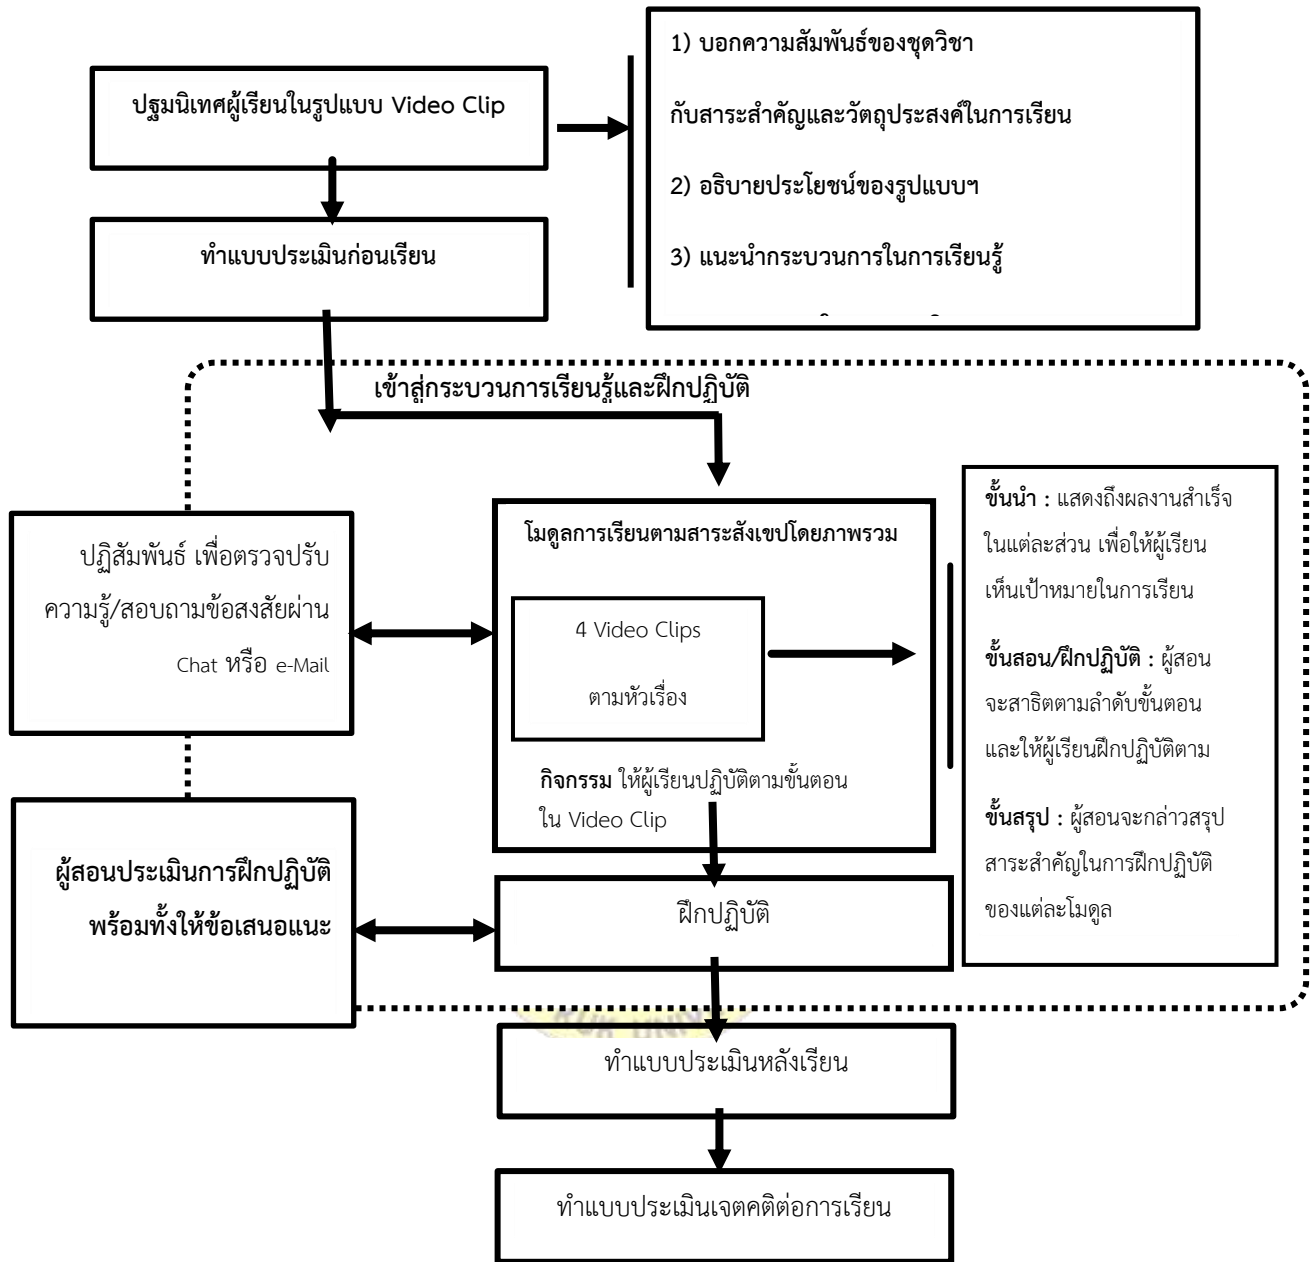 ปฐมนิเทศผู้เรียนในรูปแบบ Video Clip
1) บอกความสัมพันธ์ของชุดวิชา
กับสาระสำคัญและวัตถุประสงค์ในการเรียน
2) อธิบายประโยชน์ของรูปแบบฯ
3) แนะนำกระบวนการในการเรียนรู้
ทำแบบประเมินก่อนเรียน
เข้าสู่กระบวนการเรียนรู้และฝึกปฏิบัติ
ปฏิสัมพันธ์ เพื่อตรวจปรับ
ความรู้/สอบถามข้อสงสัยผ่าน
Chat หรือ e-Mail
โมดูลการเรียนตามสาระสังเขปโดยภาพรวม
4 Video Clips
ตามหัวเรื่อง
กิจกรรม ให้ผู้เรียนปฏิบัติตามขั้นตอน
ใน Video Clip
ขั้นนำ : แสดงถึงผลงานสำเร็จ
ในแต่ละส่วน เพื่อให้ผู้เรียน
เห็นเป้าหมายในการเรียน
ขั้นสอน/ฝึกปฏิบัติ : ผู้สอน
จะสาธิตตามลำดับขั้นตอน
และให้ผู้เรียนฝึกปฏิบัติตาม
ขั้นสรุป : ผู้สอนจะกล่าวสรุป
สาระสำคัญในการฝึกปฏิบัติ
ของแต่ละโมดูล
ผู้สอนประเมินการฝึกปฏิบัติ
พร้อมทั้งให้ข้อเสนอแนะ
ฝึกปฏิบัติ
ทำแบบประเมินหลังเรียน
ทำแบบประเมินเจตคติต่อการเรียน